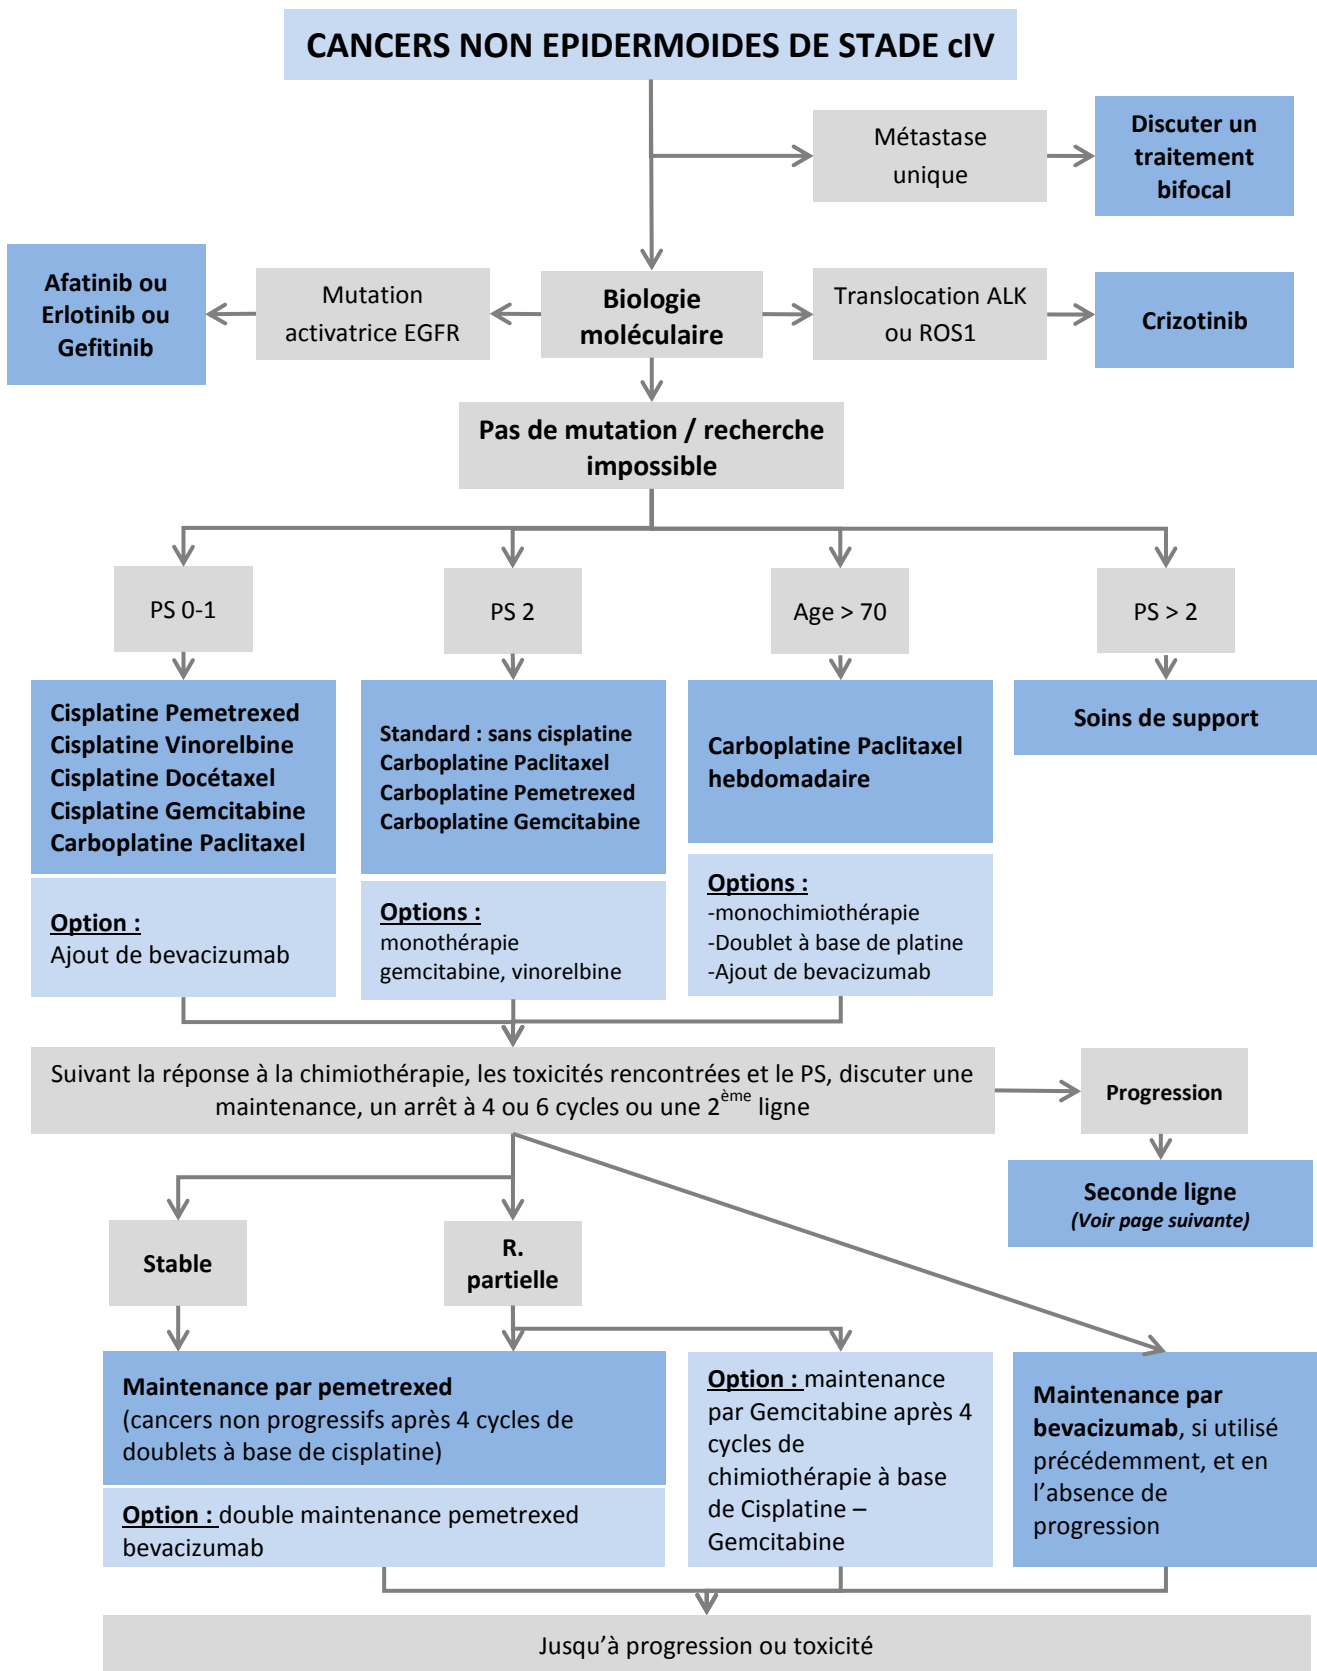 CANCERS NON EPIDERMOIDES DE STADE cIV
Métastase
unique
Discuter un
traitement
bifocal
Afatinib ou
Erlotinib ou
Gefitinib
Mutation
activatrice EGFR
Biologie
moléculaire
Translocation ALK
ou ROS1
Crizotinib
Pas de mutation / recherche
impossible
PS 0-1
PS 2
Age > 70
PS > 2
Cisplatine Pemetrexed
Cisplatine Vinorelbine
Cisplatine Docétaxel
Cisplatine Gemcitabine
Carboplatine Paclitaxel
Standard : sans cisplatine
Carboplatine Paclitaxel
Carboplatine Pemetrexed
Carboplatine Gemcitabine
Carboplatine Paclitaxel
hebdomadaire
Soins de support
Option :
Ajout de bevacizumab
Options :
monothérapie
gemcitabine, vinorelbine
Options :
-monochimiothérapie
-Doublet à base de platine
-Ajout de bevacizumab
Suivant la réponse à la chimiothérapie, les toxicités rencontrées et le PS, discuter une
maintenance, un arrêt à 4 ou 6 cycles ou une 2ème ligne
Progression
Seconde ligne
(Voir page suivante)
Stable
R.
partielle
Maintenance par pemetrexed
(cancers non progressifs après 4 cycles de
doublets à base de cisplatine)
Option : double maintenance pemetrexed
bevacizumab
Option : maintenance
par Gemcitabine après 4
cycles de
chimiothérapie à base
de Cisplatine –
Gemcitabine
Maintenance par
bevacizumab, si utilisé
précédemment, et en
l’absence de
progression
Jusqu’à progression ou toxicité